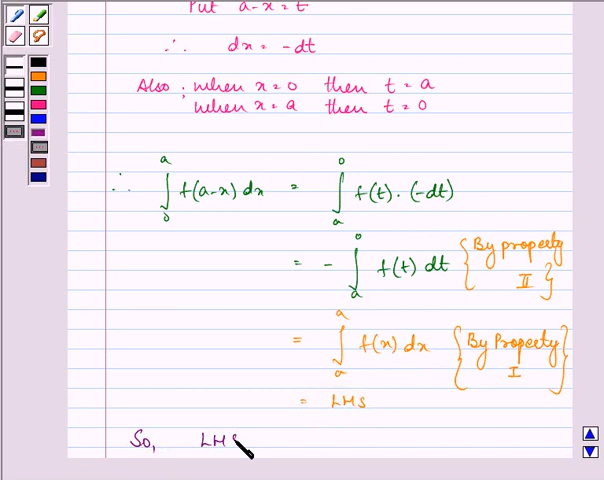 Put a-x = t
∴ dx = -dt
Also ; when x = 0 then t = a
when x = a then t = 0
∴ ∫₀ᵃ f(a-x) dx = ∫ₐ⁰ f(t) · (-dt)
= - ∫ₐ⁰ f(t) dt {By property II}
= ∫ₐᵃ f(x) dx {By Property I}
= LHS
So, LHS